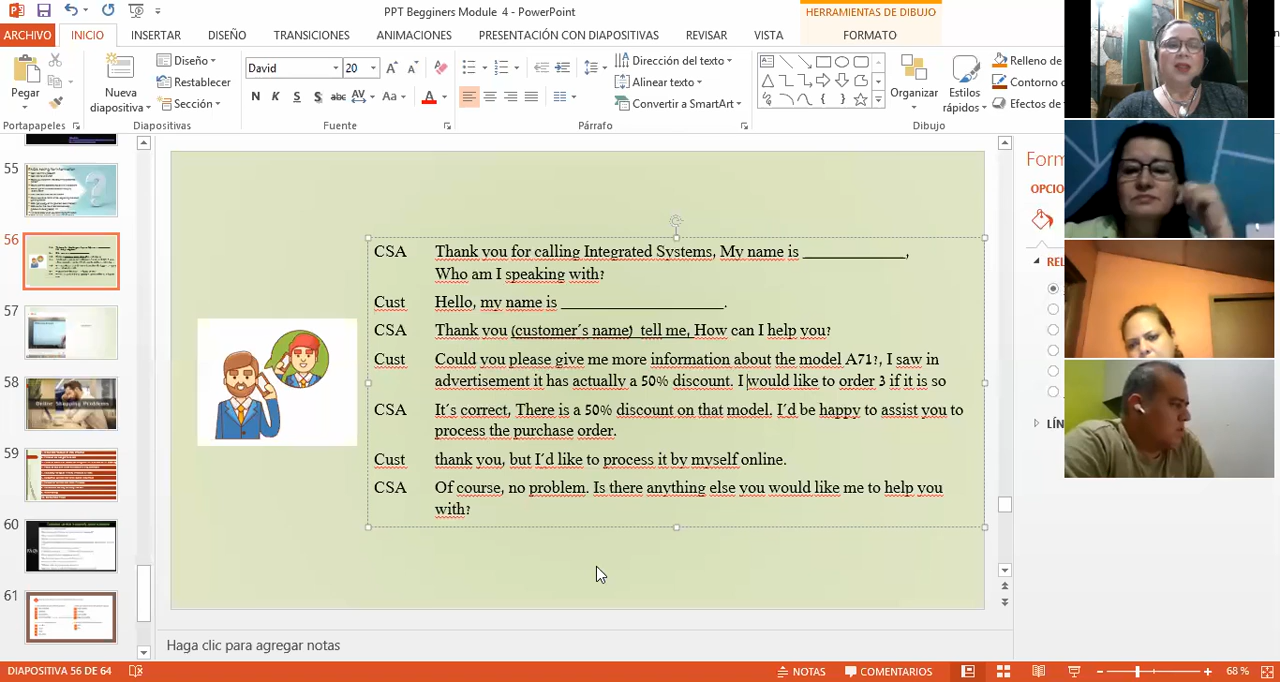 PPT Begginers Module 4 - PowerPoint
HERRAMIENTAS DE DIBUJO
ARCHIVO INICIO INSERTAR DISEÑO TRANSICIONES ANIMACIONES PRESENTACIÓN CON DIAPOSITIVAS REVISAR VISTA FORMATO
Pegar
Nueva
diapositiva
Diseño
Restablecer
Sección
David 20
N K S S abc AV Aa A
Dirección del texto
Alinear texto
Convertir a SmartArt
Organizar
Estilos
rápidos
Relleno de
Contorno
Efectos de
Portapapeles Diapositivas Fuente Párrafo Dibujo
55
56
57
58
59
60
61
CSA Thank you for calling Integrated Systems, My name is ____________,
Who am I speaking with?
Cust Hello, my name is ___________________.
CSA Thank you (customer´s name) tell me, How can I help you?
Cust Could you please give me more information about the model A71?, I saw in
advertisement it has actually a 50% discount. I would like to order 3 if it is so
CSA It´s correct, There is a 50% discount on that model. I´d be happy to assist you to
process the purchase order.
Cust thank you, but I´d like to process it by myself online.
CSA Of course, no problem. Is there anything else you would like me to help you
with?
Form
OPCIO
REL
LÍN
Haga clic para agregar notas
DIAPOSITIVA 56 DE 64 NOTAS COMENTARIOS 68 %